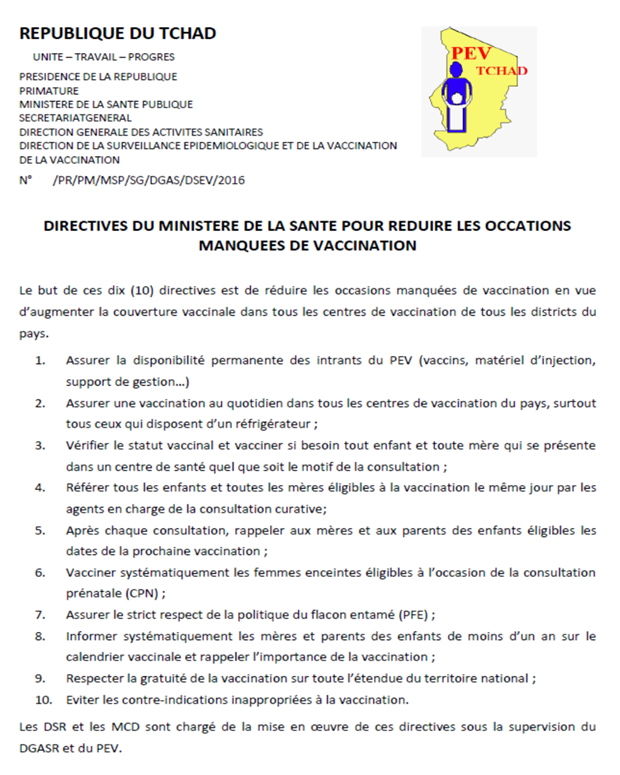 REPUBLIQUE DU TCHAD
UNITE – TRAVAIL – PROGRES
PRESIDENCE DE LA REPUBLIQUE
PRIMATURE
MINISTERE DE LA SANTE PUBLIQUE
SECRETARIATGENERAL
DIRECTION GENERALE DES ACTIVITES SANITAIRES
DIRECTION DE LA SURVEILLANCE EPIDEMIOLOGIQUE ET DE LA VACCINATION
DE LA VACCINATION
N° /PR/PM/MSP/SG/DGAS/DSEV/2016
PEV
TCHAD
DIRECTIVES DU MINISTERE DE LA SANTE POUR REDUIRE LES OCCATIONS
MANQUEES DE VACCINATION
Le but de ces dix (10) directives est de réduire les occasions manquées de vaccination en vue
d’augmenter la couverture vaccinale dans tous les centres de vaccination de tous les districts du
pays.
1. Assurer la disponibilité permanente des intrants du PEV (vaccins, matériel d’injection,
support de gestion…)
2. Assurer une vaccination au quotidien dans tous les centres de vaccination du pays, surtout
tous ceux qui disposent d’un réfrigérateur ;
3. Vérifier le statut vaccinal et vacciner si besoin tout enfant et toute mère qui se présente
dans un centre de santé quel que soit le motif de la consultation ;
4. Référer tous les enfants et toutes les mères éligibles à la vaccination le même jour par les
agents en charge de la consultation curative;
5. Après chaque consultation, rappeler aux mères et aux parents des enfants éligibles les
dates de la prochaine vaccination ;
6. Vacciner systématiquement les femmes enceintes éligibles à l’occasion de la consultation
prénatale (CPN) ;
7. Assurer le strict respect de la politique du flacon entamé (PFE) ;
8. Informer systématiquement les mères et parents des enfants de moins d’un an sur le
calendrier vaccinale et rappeler l’importance de la vaccination ;
9. Respecter la gratuité de la vaccination sur toute l’étendue du territoire national ;
10. Eviter les contre-indications inappropriées à la vaccination.
Les DSR et les MCD sont chargé de la mise en œuvre de ces directives sous la supervision du
DGASR et du PEV.